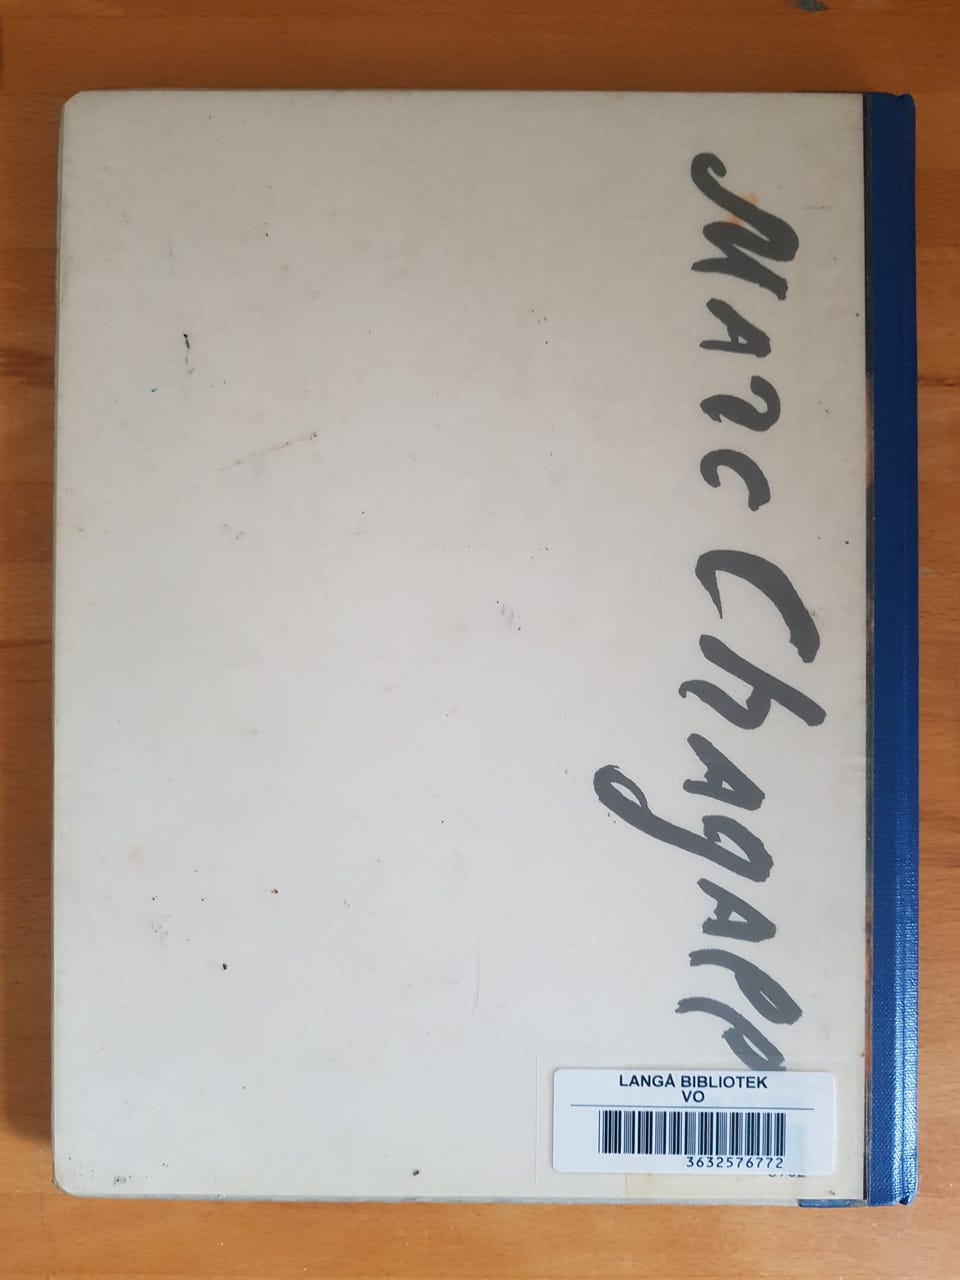 Marc Chagall
LANGÅ BIBLIOTEK
VO
3632576772